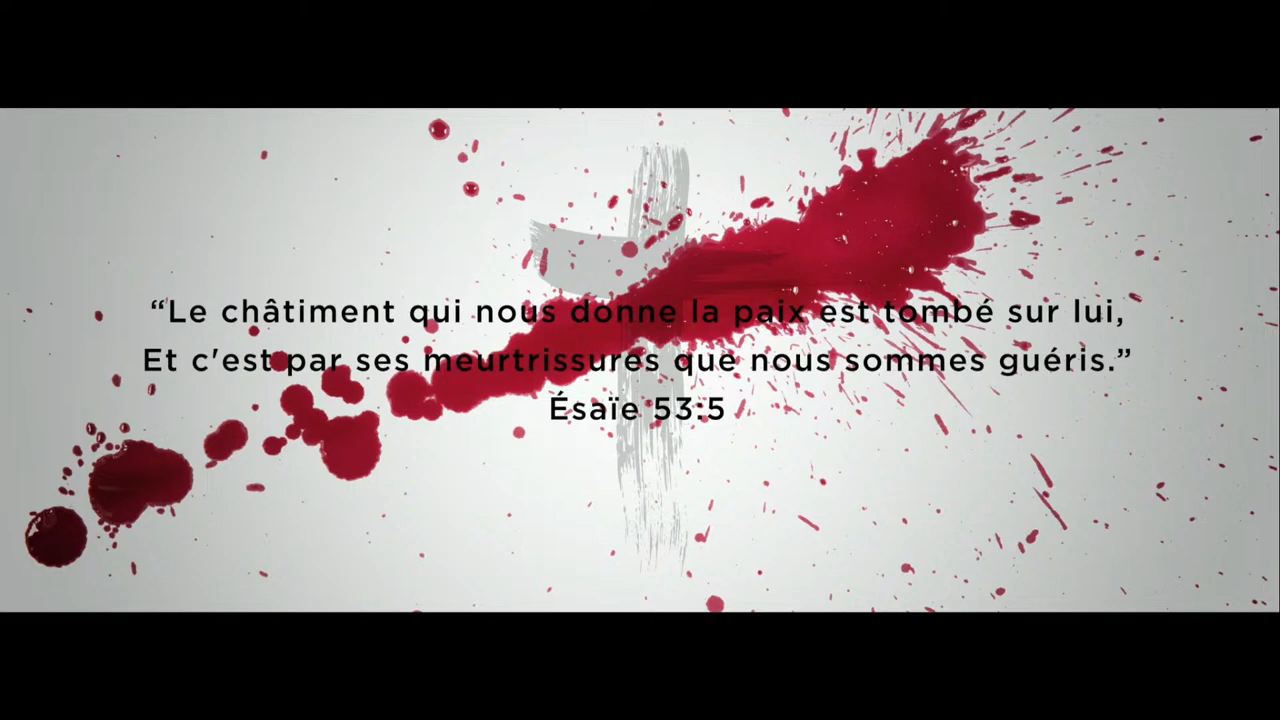 “Le châtiment qui nous donne la paix est tombé sur lui,
Et c'est par ses meurtrissures que nous sommes guéris.”
Ésaïe 53:5